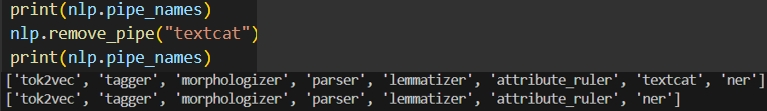 print(nlp.pipe_names)
nlp.remove_pipe("textcat")
print(nlp.pipe_names)
['tok2vec', 'tagger', 'morphologizer', 'parser', 'lemmatizer', 'attribute_ruler', 'textcat', 'ner']
['tok2vec', 'tagger', 'morphologizer', 'parser', 'lemmatizer', 'attribute_ruler', 'ner']